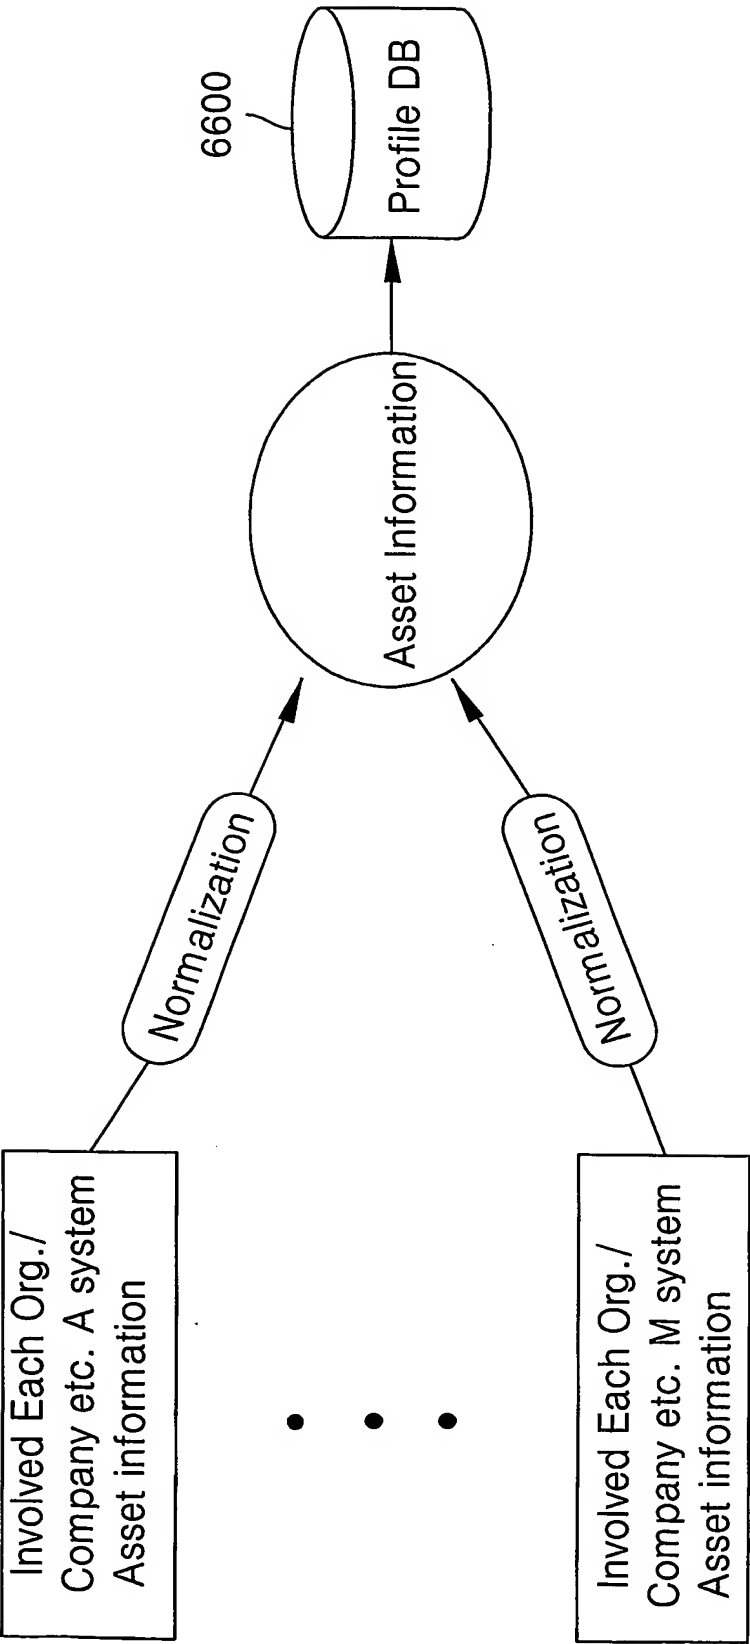 Involved Each Org./
Company etc. A system
Asset information
Normalization
Involved Each Org./
Company etc. M system
Asset information
Normalization
Asset Information
6600
Profile DB